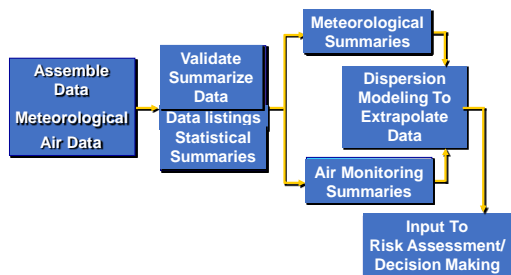 Assemble
Data
Meteorological
Air Data
Validate
Summarize
Data
Data listings
Statistical
Summaries
Meteorological
Summaries
Dispersion
Modeling To
Extrapolate
Data
Air Monitoring
Summaries
Input To
Risk Assessment/
Decision Making